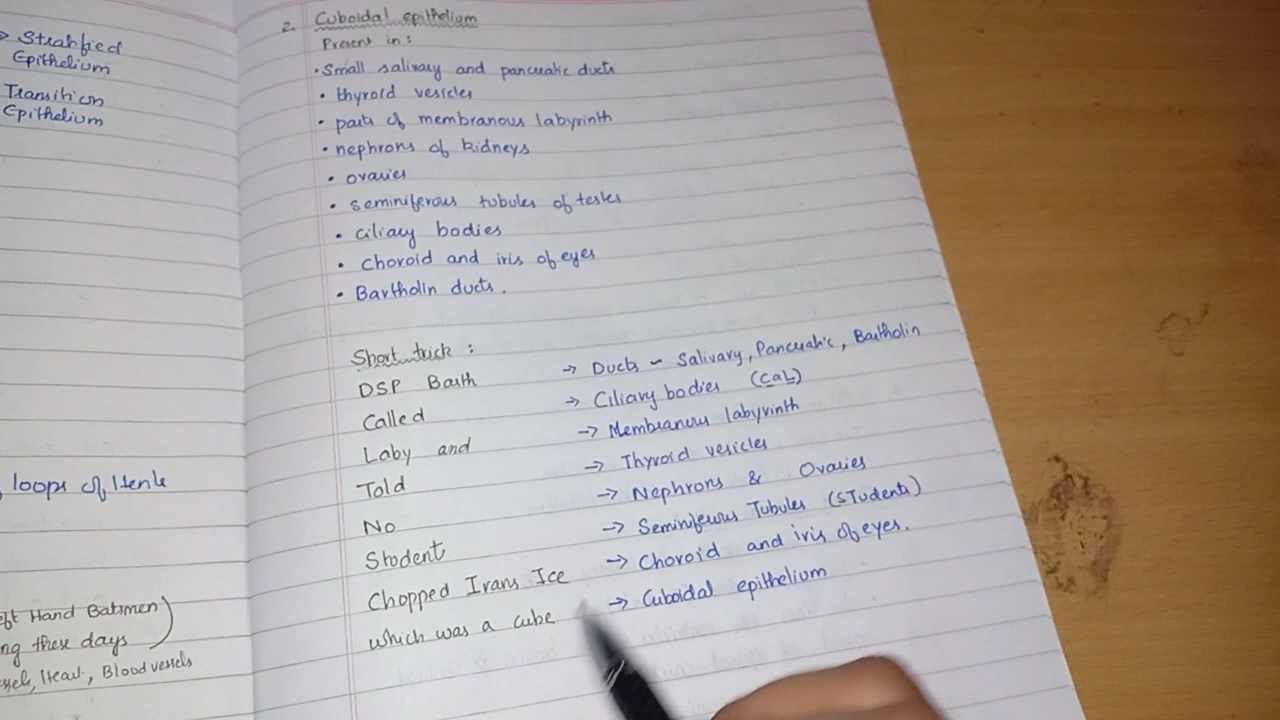 > Stratified
Epithelium
Transition
Epithelium
loops of Henle
Hand Batsmen)
these days
Heart, Blood vessels
2. Cuboidal epithelium
Present in:
• Small salivary and pancreatic ducts
• thyroid vesicles
• parts of membranous labyrinth
• nephrons of kidneys
• ovaries
• seminiferous tubules of testes
• ciliary bodies
• Choroid and iris of eyes
• Bartholin ducts.
Short trick:
DSP Barth → Ducts - Salivary, Pancreatic, Bartholin
Called → Ciliary bodies (CaL)
Laby and → Membranous labyrinth
Told → Thyroid vesicles
No → Nephrons & Ovaries
Student → Seminiferous Tubules (STudent)
Chopped Irans Ice → Choroid and iris of eyes.
which was a cube → Cuboidal epithelium